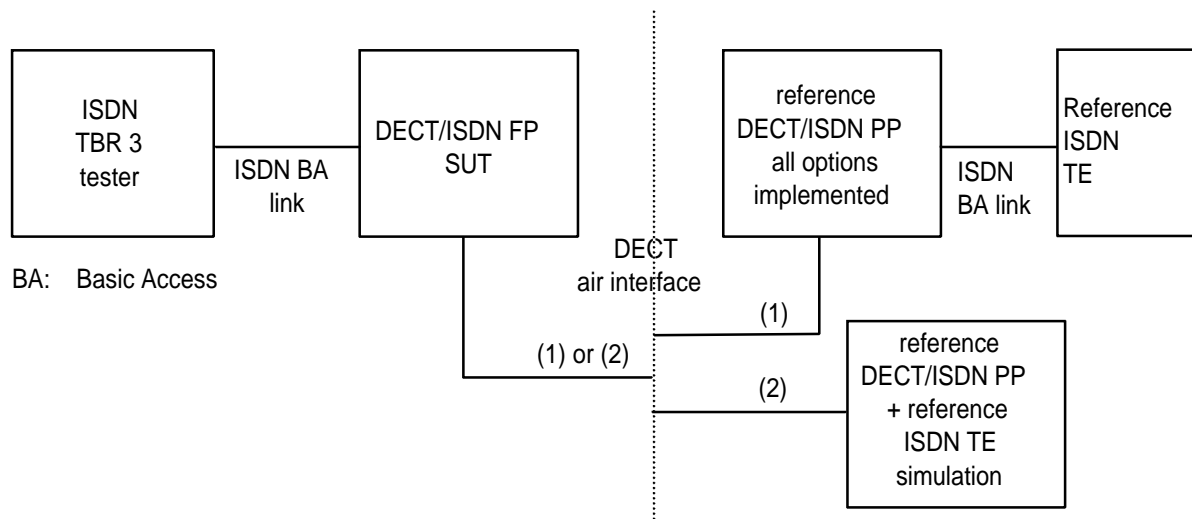 ISDN
TBR 3
tester
ISDN BA
link
DECT/ISDN FP
SUT
reference
DECT/ISDN PP
all options
implemented
ISDN
BA link
Reference
ISDN
TE
BA: Basic Access
DECT
air interface
(1)
(1) or (2)
(2)
reference
DECT/ISDN PP
+ reference
ISDN TE
simulation